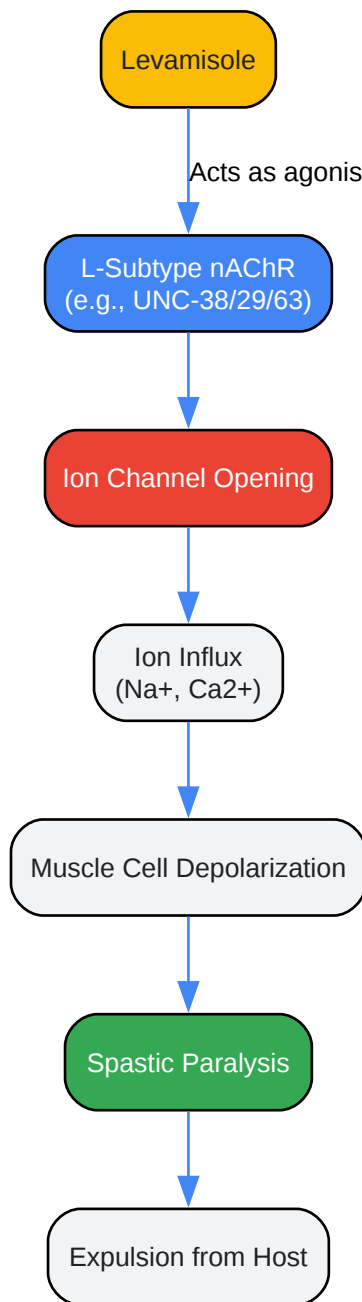 Levamisole
Acts as agonis
L-Subtype nAChR
(e.g., UNC-38/29/63)
Ion Channel Opening
Ion Influx
(Na+, Ca2+)
Muscle Cell Depolarization
Spastic Paralysis
Expulsion from Host